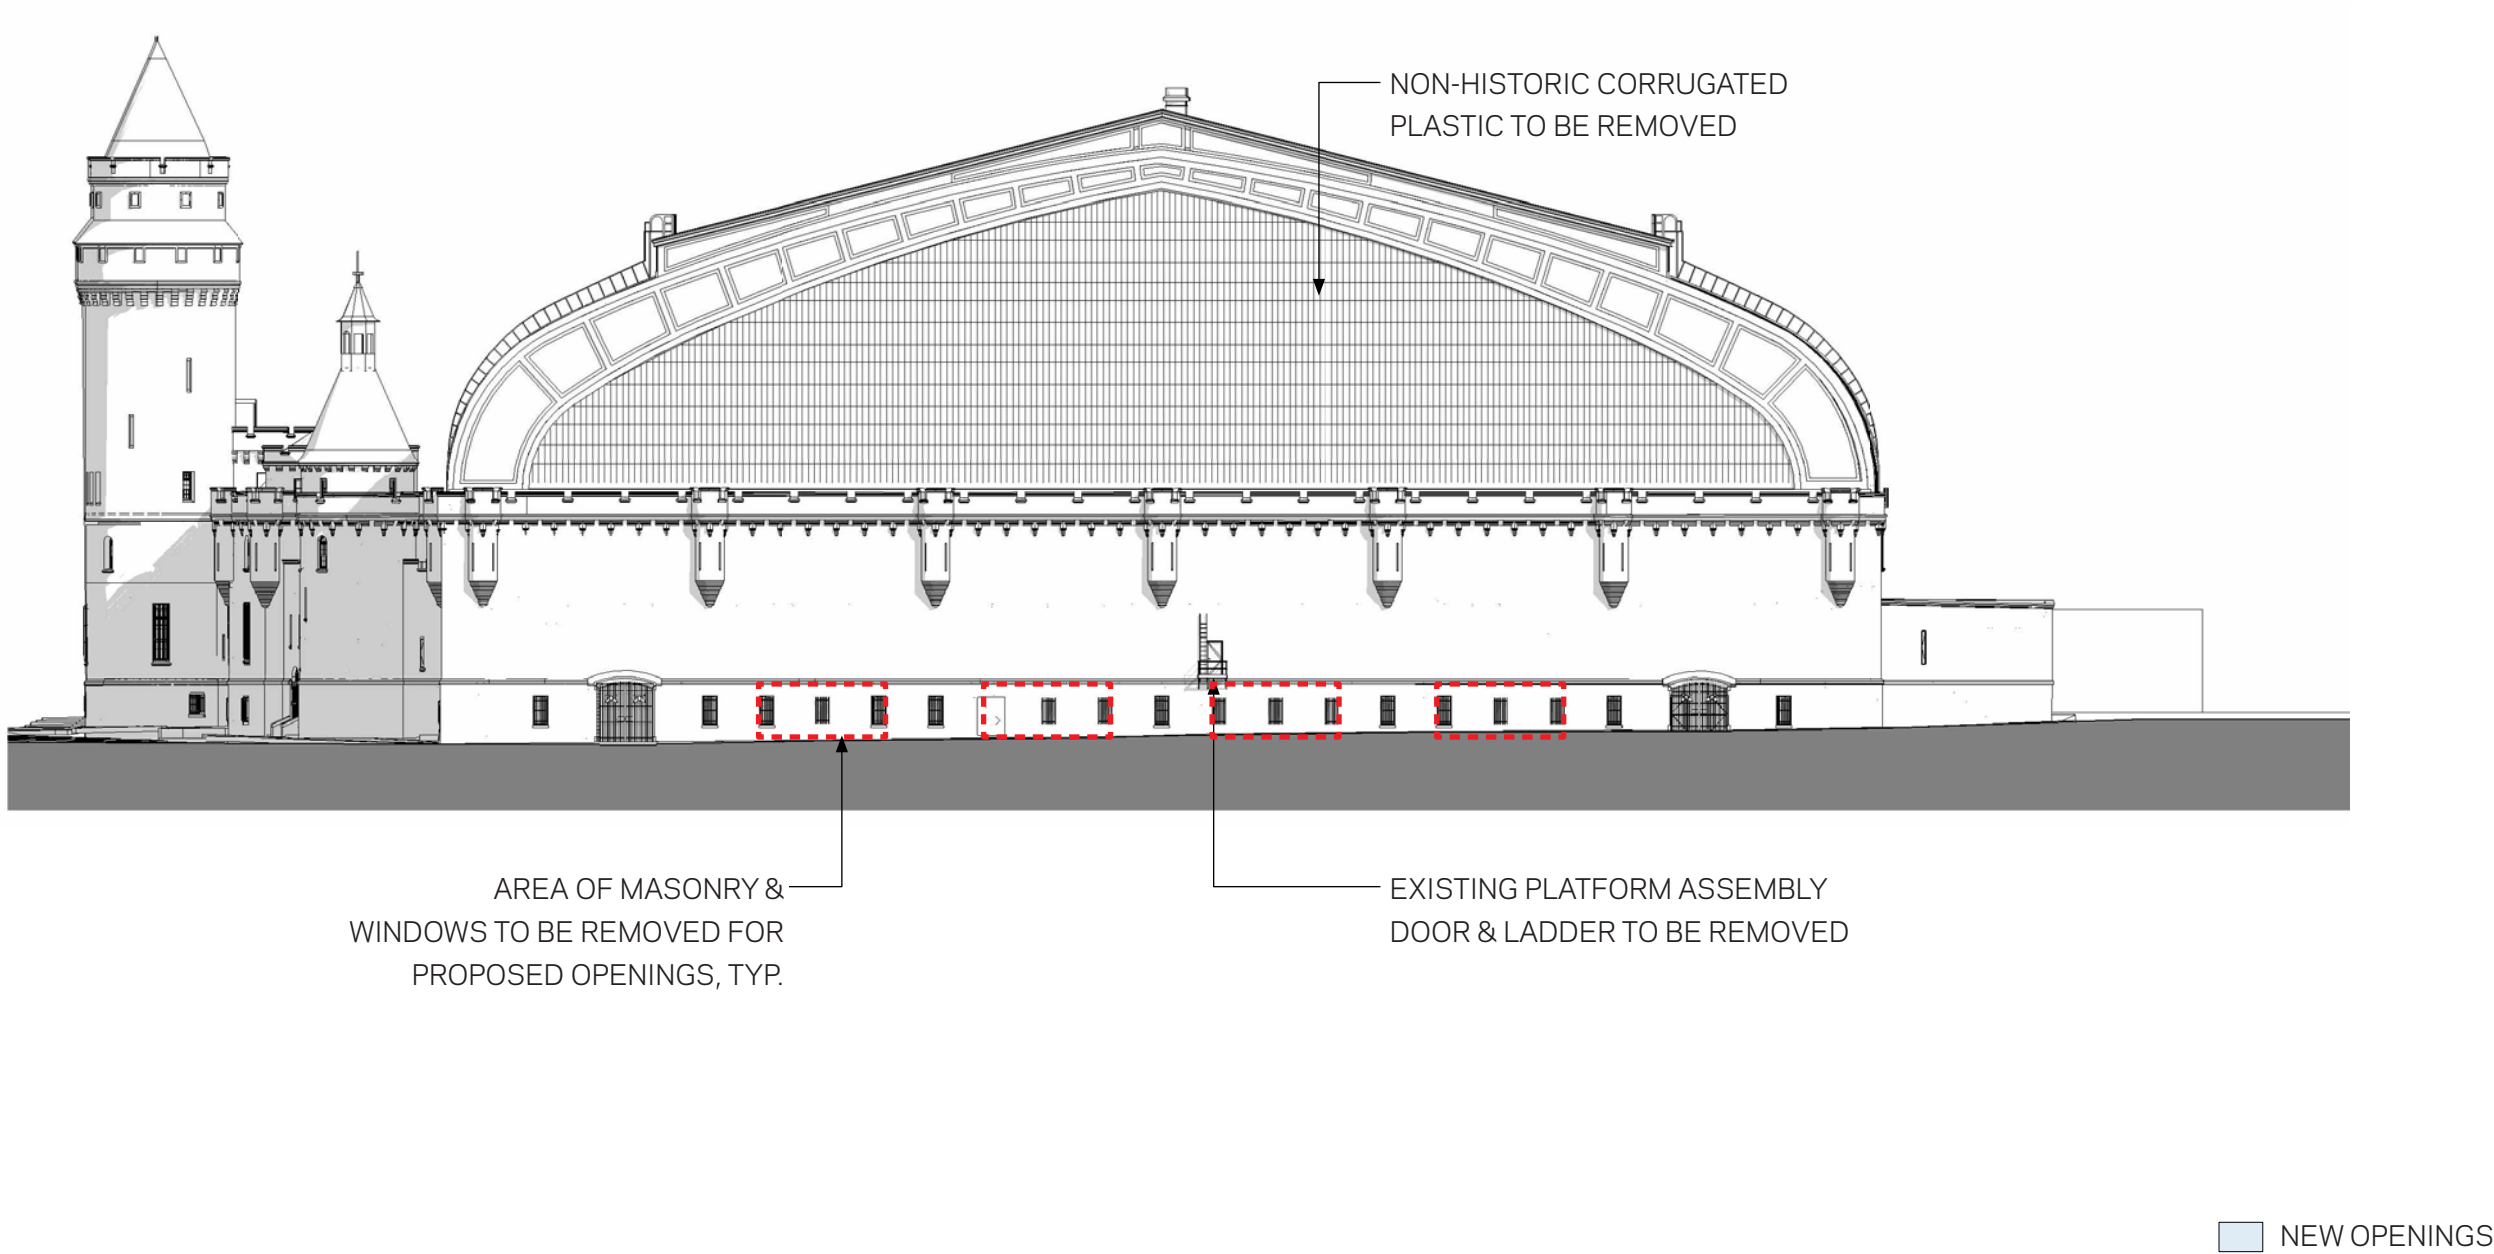 NON-HISTORIC CORRUGATED
PLASTIC TO BE REMOVED
AREA OF MASONRY &
WINDOWS TO BE REMOVED FOR
PROPOSED OPENINGS, TYP.
EXISTING PLATFORM ASSEMBLY
DOOR & LADDER TO BE REMOVED
NEW OPENINGS